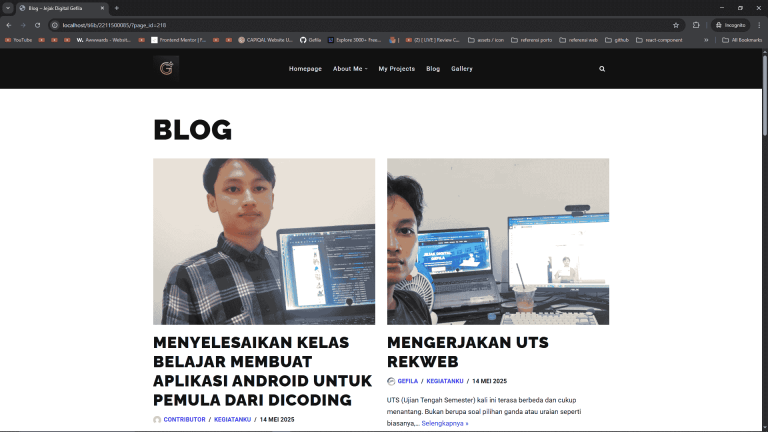 Blog – Jejak Digital Gefila
localhost/96b/2211500085/?page_id=218
Incognito
YouTube
W. Awwwards - Websit...
Frontend Mentor | F...
CAPIQAL Website U...
Gefila
Explore 3000+ Free...
(2) [ LIVE ] Review C...
assets / icon
referensi porto
referensi web
github
react-component
All Bookmarks
Homepage
About Me
My Projects
Blog
Gallery
BLOG
MENYELESAIKAN KELAS
BELAJAR MEMBUAT
APLIKASI ANDROID UNTUK
PEMULA DARI DICODING
CONTRIBUTOR / KEGIATANKU / 14 MEI 2025
MENGERJAKAN UTS
REKWEB
GEFILA / KEGIATANKU / 14 MEI 2025
UTS (Ujian Tengah Semester) kali ini terasa berbeda dan cukup
menantang. Bukan berupa soal pilihan ganda atau uraian seperti
biasanya,… Selengkapnya »